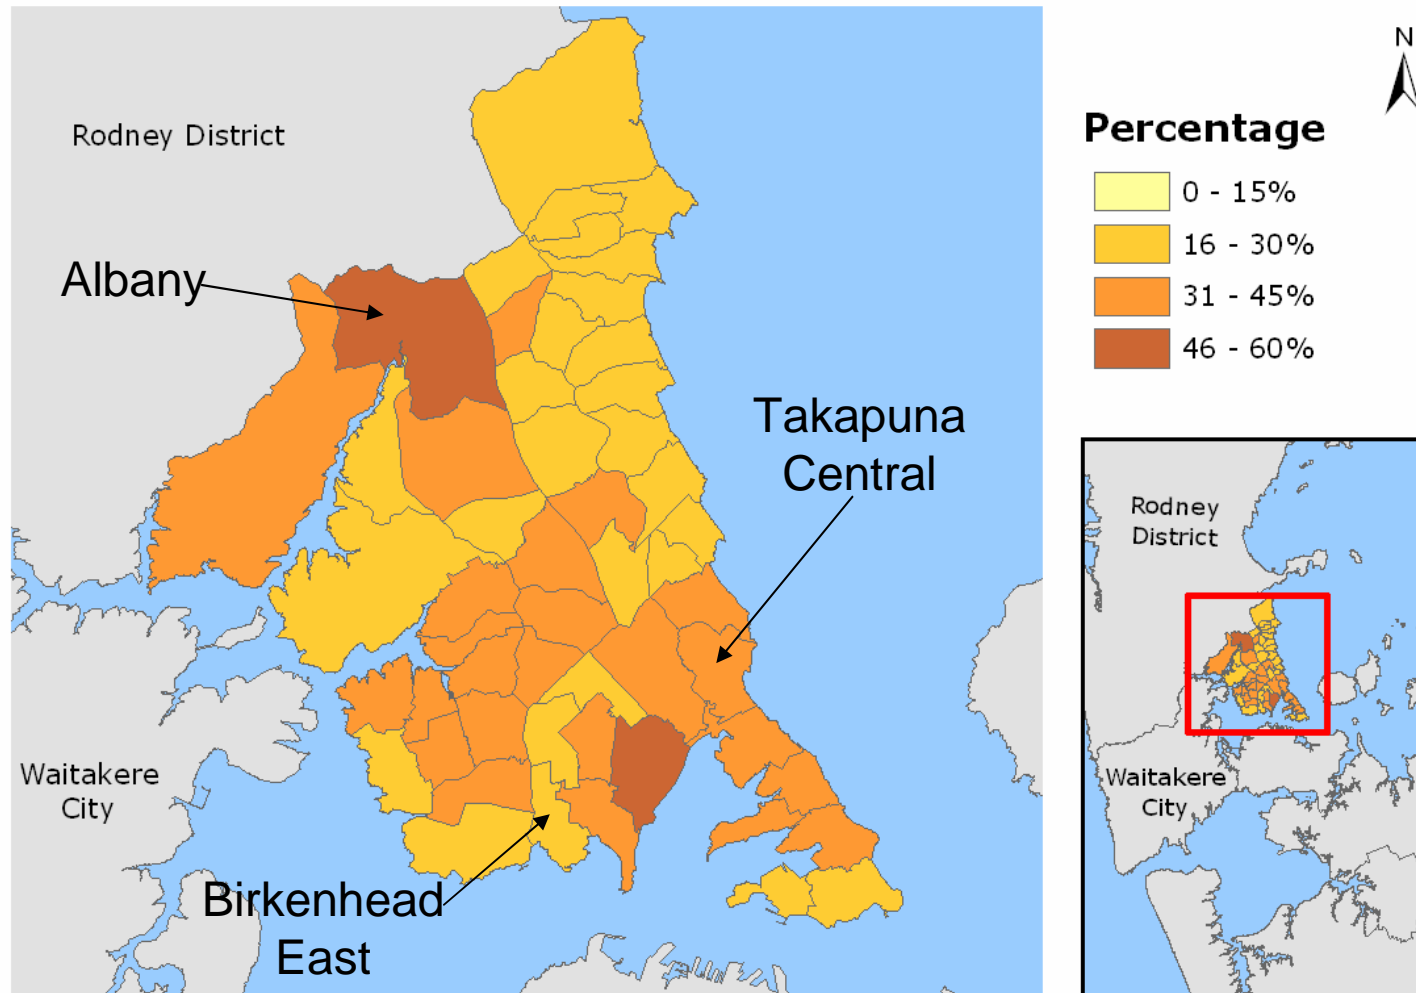 Rodney District
Albany
Takapuna
Central
Waitakere
City
Birkenhead
East
N
Percentage
0 - 15%
16 - 30%
31 - 45%
46 - 60%
Rodney
District
Waitakere
City